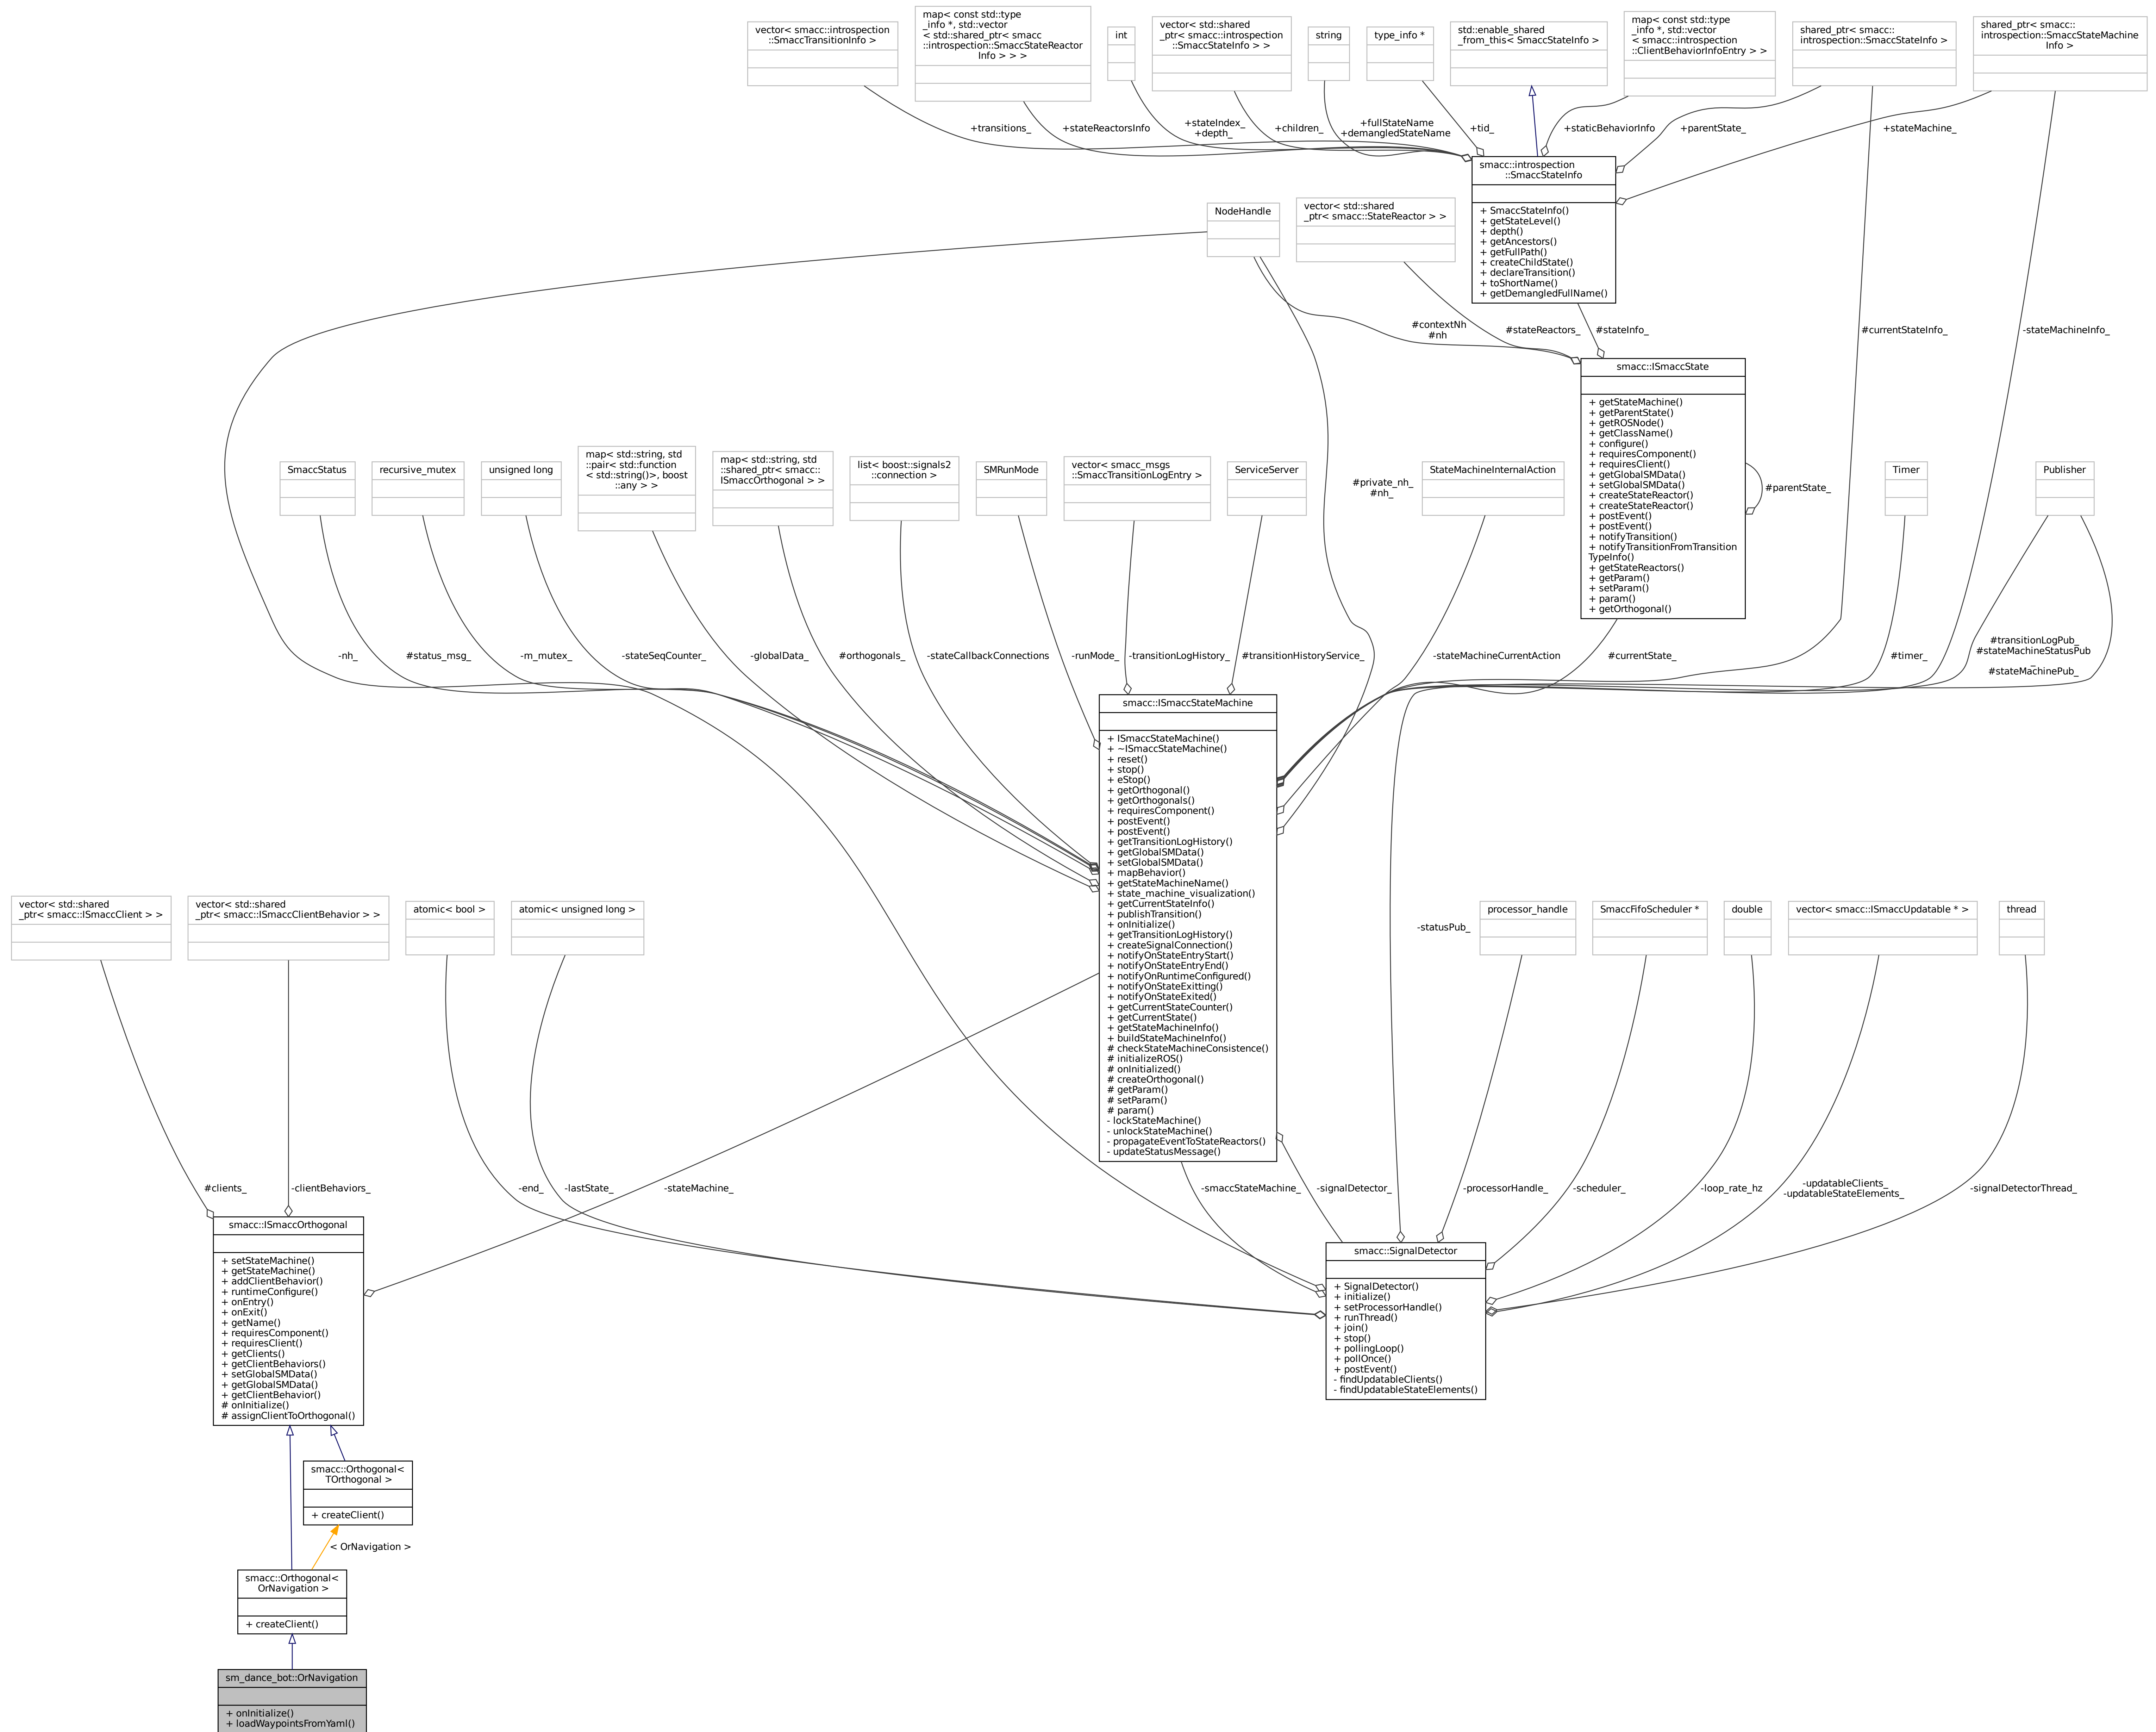 vector< smacc::introspection
::SmaccTransitionInfo >
map< const std::type
_info *, std::vector
< std::shared_ptr< smacc
::introspection::SmaccStateReactor
Info > > >
int
vector< std::shared
_ptr< smacc::introspection
::SmaccStateInfo > >
string
type_info *
std::enable_shared
_from_this< SmaccStateInfo >
map< const std::type
_info *, std::vector
< smacc::introspection
::ClientBehaviorInfoEntry > >
shared_ptr< smacc::
introspection::SmaccStateInfo >
shared_ptr< smacc::
introspection::SmaccStateMachine
Info >
+transitions_
+stateReactorsInfo
+stateIndex_
+depth_
+children_
+fullStateName
+demangledStateName
+tid_
+staticBehaviorInfo
+parentState_
+stateMachine_
smacc::introspection
::SmaccStateInfo
+ SmaccStateInfo()
+ getStateLevel()
+ depth()
+ getAncestors()
+ getFullPath()
+ createChildState()
+ declareTransition()
+ toShortName()
+ getDemangledFullName()
NodeHandle
vector< std::shared
_ptr< smacc::StateReactor > >
#contextNh
#nh
#stateReactors_
#stateInfo_
#currentStateInfo_
-stateMachineInfo_
smacc::ISmaccState
+ getStateMachine()
+ getParentState()
+ getROSNode()
+ getClassName()
+ configure()
+ requiresComponent()
+ requiresClient()
+ getGlobalSMData()
+ setGlobalSMData()
+ createStateReactor()
+ createStateReactor()
+ postEvent()
+ postEvent()
+ notifyTransition()
+ notifyTransitionFromTransition
TypeInfo()
+ getStateReactors()
+ getParam()
+ setParam()
+ param()
+ getOrthogonal()
#parentState_
SmaccStatus
recursive_mutex
unsigned long
map< std::string, std
::pair< std::function
< std::string()>, boost
::any > >
map< std::string, std
::shared_ptr< smacc::
ISmaccOrthogonal > >
list< boost::signals2
::connection >
SMRunMode
vector< smacc_msgs
::SmaccTransitionLogEntry >
ServiceServer
#private_nh_
#nh_
StateMachineInternalAction
Timer
Publisher
-nh_
#status_msg_
-m_mutex_
-stateSeqCounter_
-globalData_
#orthogonals_
-stateCallbackConnections
-runMode_
-transitionLogHistory_
#transitionHistoryService_
-stateMachineCurrentAction
#currentState_
#timer_
#transitionLogPub_
#stateMachineStatusPub
_
#stateMachinePub_
smacc::ISmaccStateMachine
+ ISmaccStateMachine()
+ ~ISmaccStateMachine()
+ reset()
+ stop()
+ eStop()
+ getOrthogonal()
+ getOrthogonals()
+ requiresComponent()
+ postEvent()
+ postEvent()
+ getTransitionLogHistory()
+ getGlobalSMData()
+ setGlobalSMData()
+ mapBehavior()
+ getStateMachineName()
+ state_machine_visualization()
+ getCurrentStateInfo()
+ publishTransition()
+ onInitialize()
+ getTransitionLogHistory()
+ createSignalConnection()
+ notifyOnStateEntryStart()
+ notifyOnStateEntryEnd()
+ notifyOnRuntimeConfigured()
+ notifyOnStateExitting()
+ notifyOnStateExited()
+ getCurrentStateCounter()
+ getCurrentState()
+ getStateMachineInfo()
+ buildStateMachineInfo()
# checkStateMachineConsistence()
# initializeROS()
# onInitialized()
# createOrthogonal()
# getParam()
# setParam()
# param()
- lockStateMachine()
- unlockStateMachine()
- propagateEventToStateReactors()
- updateStatusMessage()
vector< std::shared
_ptr< smacc::ISmaccClient > >
vector< std::shared
_ptr< smacc::ISmaccClientBehavior > >
atomic< bool >
atomic< unsigned long >
-statusPub_
processor_handle
SmaccFifoScheduler *
double
vector< smacc::ISmaccUpdatable * >
thread
#clients_
-clientBehaviors_
-end_
-lastState_
-stateMachine_
-smaccStateMachine_
-signalDetector_
-processorHandle_
-scheduler_
-loop_rate_hz
-updatableClients_
-updatableStateElements_
-signalDetectorThread_
smacc::ISmaccOrthogonal
+ setStateMachine()
+ getStateMachine()
+ addClientBehavior()
+ runtimeConfigure()
+ onEntry()
+ onExit()
+ getName()
+ requiresComponent()
+ requiresClient()
+ getClients()
+ getClientBehaviors()
+ setGlobalSMData()
+ getGlobalSMData()
+ getClientBehavior()
# onInitialize()
# assignClientToOrthogonal()
smacc::SignalDetector
+ SignalDetector()
+ initialize()
+ setProcessorHandle()
+ runThread()
+ join()
+ stop()
+ pollingLoop()
+ pollOnce()
+ postEvent()
- findUpdatableClients()
- findUpdatableStateElements()
smacc::Orthogonal<
TOrthogonal >
+ createClient()
< OrNavigation >
smacc::Orthogonal<
OrNavigation >
+ createClient()
sm_dance_bot::OrNavigation
+ onInitialize()
+ loadWaypointsFromYaml()